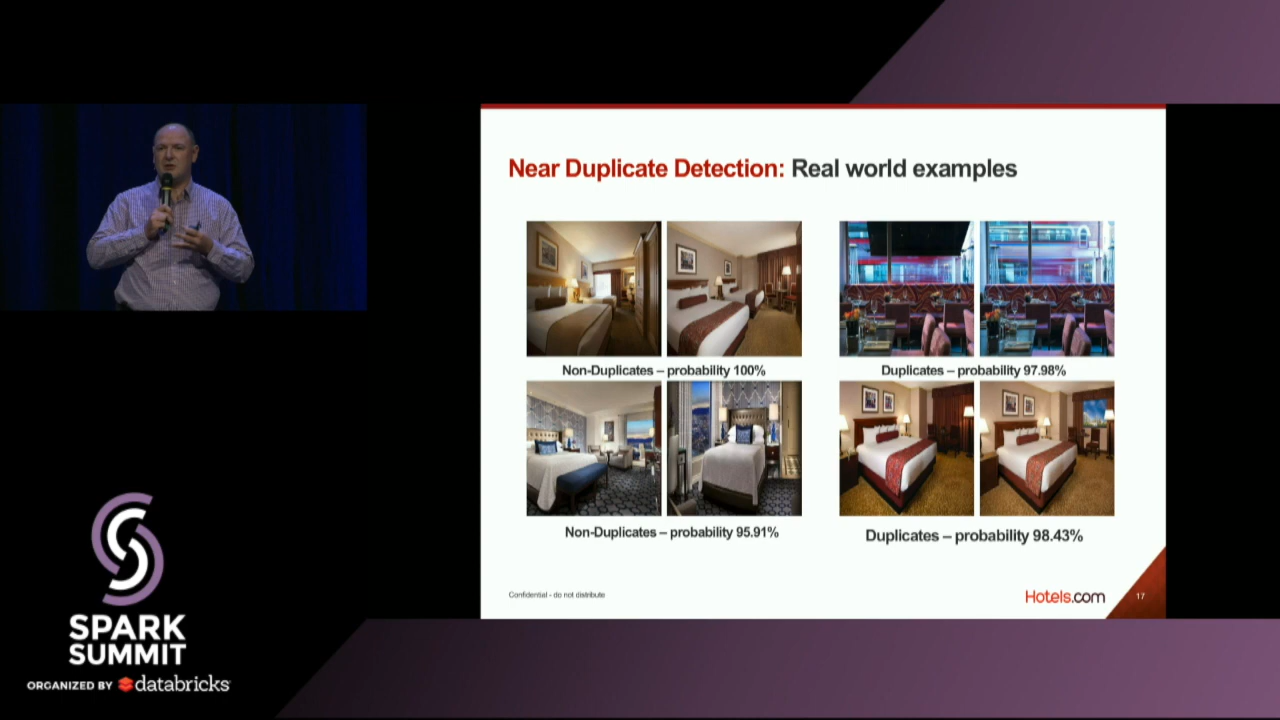 Near Duplicate Detection: Real world examples
Non-Duplicates – probability 100%
Duplicates – probability 97.98%
Non-Duplicates – probability 95.91%
Duplicates – probability 98.43%
Confidential - do not distribute
Hotels.com
17
SPARK
SUMMIT
ORGANIZED BY databricks